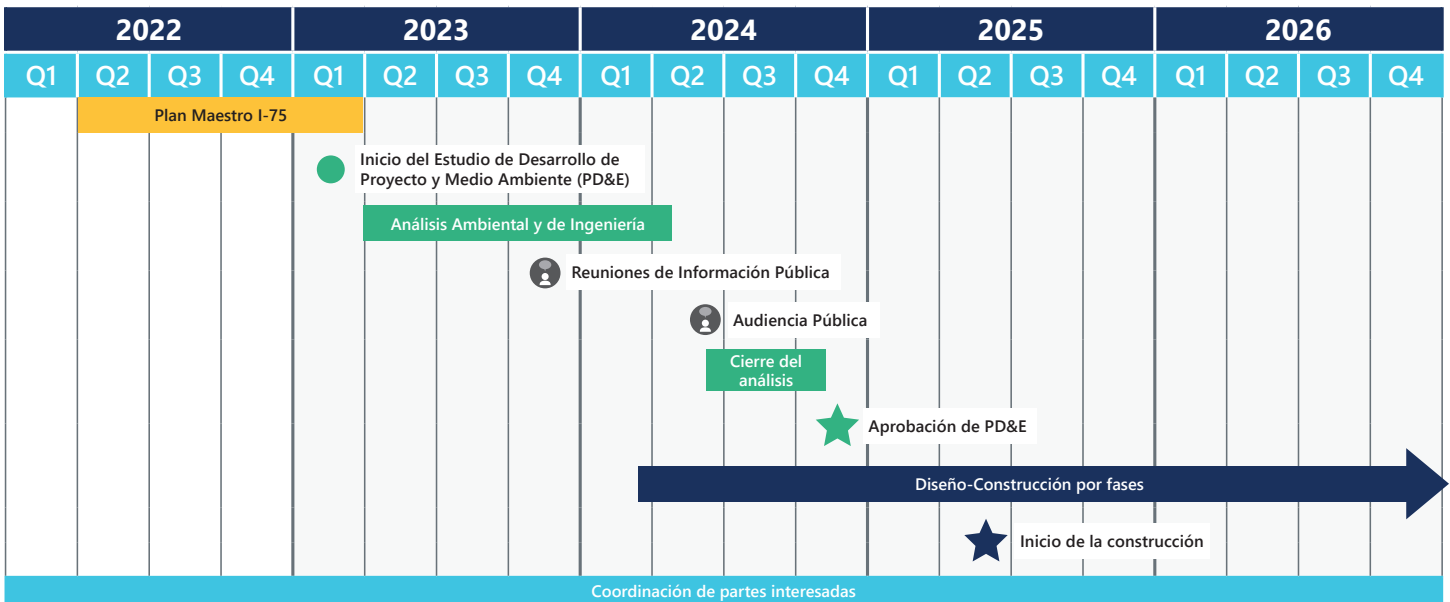 2022 2023 2024 2025 2026
Q1 Q2 Q3 Q4 Q1 Q2 Q3 Q4 Q1 Q2 Q3 Q4 Q1 Q2 Q3 Q4 Q1 Q2 Q3 Q4
Plan Maestro I-75
Inicio del Estudio de Desarrollo de
Proyecto y Medio Ambiente (PD&E)
Análisis Ambiental y de Ingeniería
Reuniones de Información Pública
Audiencia Pública
Cierre del
análisis
Aprobación de PD&E
Diseño-Construcción por fases
Inicio de la construcción
Coordinación de partes interesadas